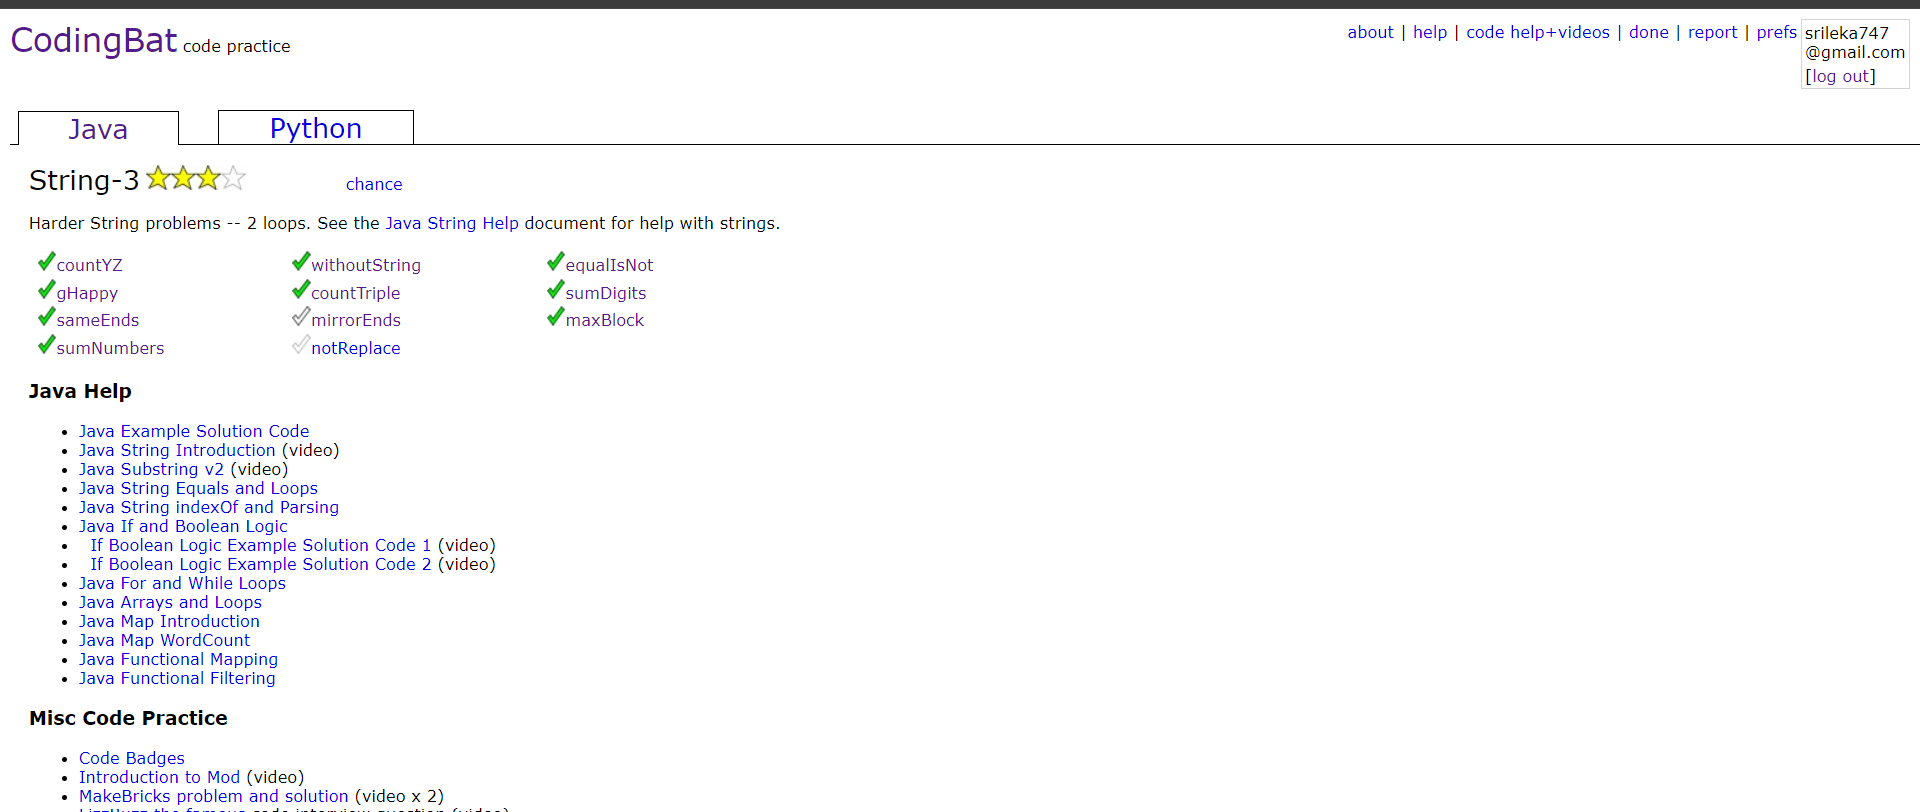 CodingBat code practice
about | help | code help+videos | done | report | prefs
srileka747
@gmail.com
[log out]
Java
Python
String-3
chance
Harder String problems -- 2 loops. See the Java String Help document for help with strings.
countYZ withoutString equalIsNot
gHappy countTriple sumDigits
sameEnds mirrorEnds maxBlock
sumNumbers notReplace
Java Help
Java Example Solution Code
Java String Introduction (video)
Java Substring v2 (video)
Java String Equals and Loops
Java String indexOf and Parsing
Java If and Boolean Logic
If Boolean Logic Example Solution Code 1 (video)
If Boolean Logic Example Solution Code 2 (video)
Java For and While Loops
Java Arrays and Loops
Java Map Introduction
Java Map WordCount
Java Functional Mapping
Java Functional Filtering
Misc Code Practice
Code Badges
Introduction to Mod (video)
MakeBricks problem and solution (video x 2)